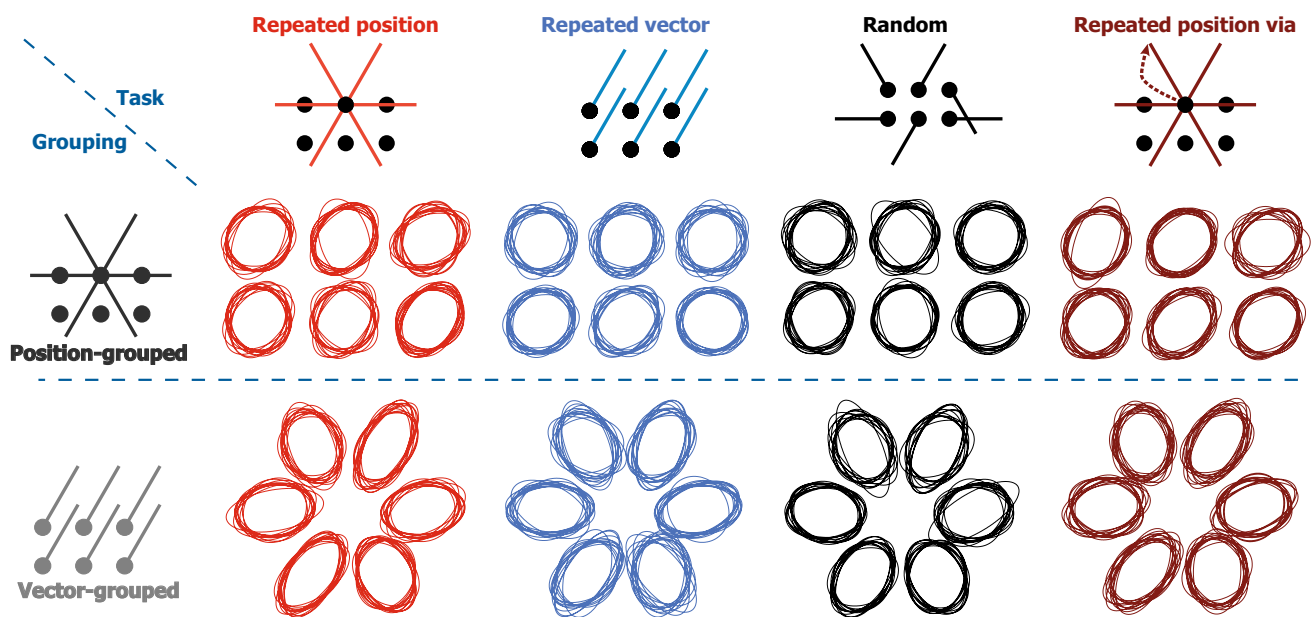 Repeated position
Repeated vector
Random
Repeated position via
Task
Grouping
Position-grouped
Vector-grouped